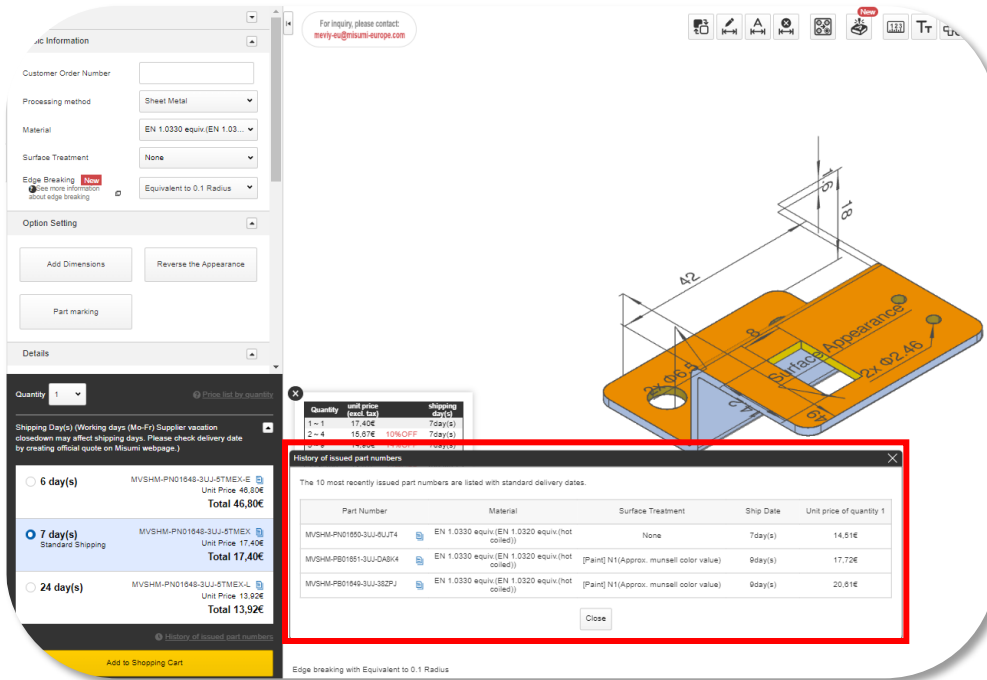 For inquiry, please contact:
meviy-eu@misumi-europe.com
New
Information
Customer Order Number
Processing method
Sheet Metal
Material
EN 1.0330 equiv.(EN 1.03...
Surface Treatment
None
Edge Breaking New
See more information
about edge breaking
Equivalent to 0.1 Radius
Option Setting
Add Dimensions
Reverse the Appearance
Part marking
Details
Quantity 1
Price list by quantity
Shipping Day(s) (Working days (Mo-Fr) Supplier vacation
closedown may affect shipping days. Please check delivery date
by creating official quote on Misumi webpage.)
6 day(s)
MVSHM-PN01648-3UJ-5TMEX-E
Unit Price 46,80€
Total 46,80€
7 day(s)
Standard Shipping
MVSHM-PN01648-3UJ-5TMEX
Unit Price 17,40€
Total 17,40€
24 day(s)
MVSHM-PN01648-3UJ-5TMEX-L
Unit Price 13,92€
Total 13,92€
History of issued part numbers
Add to Shopping Cart
1.6
18
42
8
Surface Appearance
2x Φ6.5
2x Φ2.46
42
49
Quantity unit price (excl. tax) shipping day(s)
1 ~ 1 17,40€ 7day(s)
2 ~ 4 15,67€ 10%OFF 7day(s)
History of issued part numbers
The 10 most recently issued part numbers are listed with standard delivery dates.
Part Number Material Surface Treatment Ship Date Unit price of quantity 1
MVSHM-PN01650-3UJ-6UJT4 EN 1.0330 equiv.(EN 1.0320 equiv.(hot coiled)) None 7day(s) 14,51€
MVSHM-PB01651-3UJ-DA8K4 EN 1.0330 equiv.(EN 1.0320 equiv.(hot coiled)) [Paint] N1(Approx. munsell color value) 9day(s) 17,72€
MVSHM-PB01649-3UJ-38ZPJ EN 1.0330 equiv.(EN 1.0320 equiv.(hot coiled)) [Paint] N1(Approx. munsell color value) 9day(s) 20,61€
Close
Edge breaking with Equivalent to 0.1 Radius